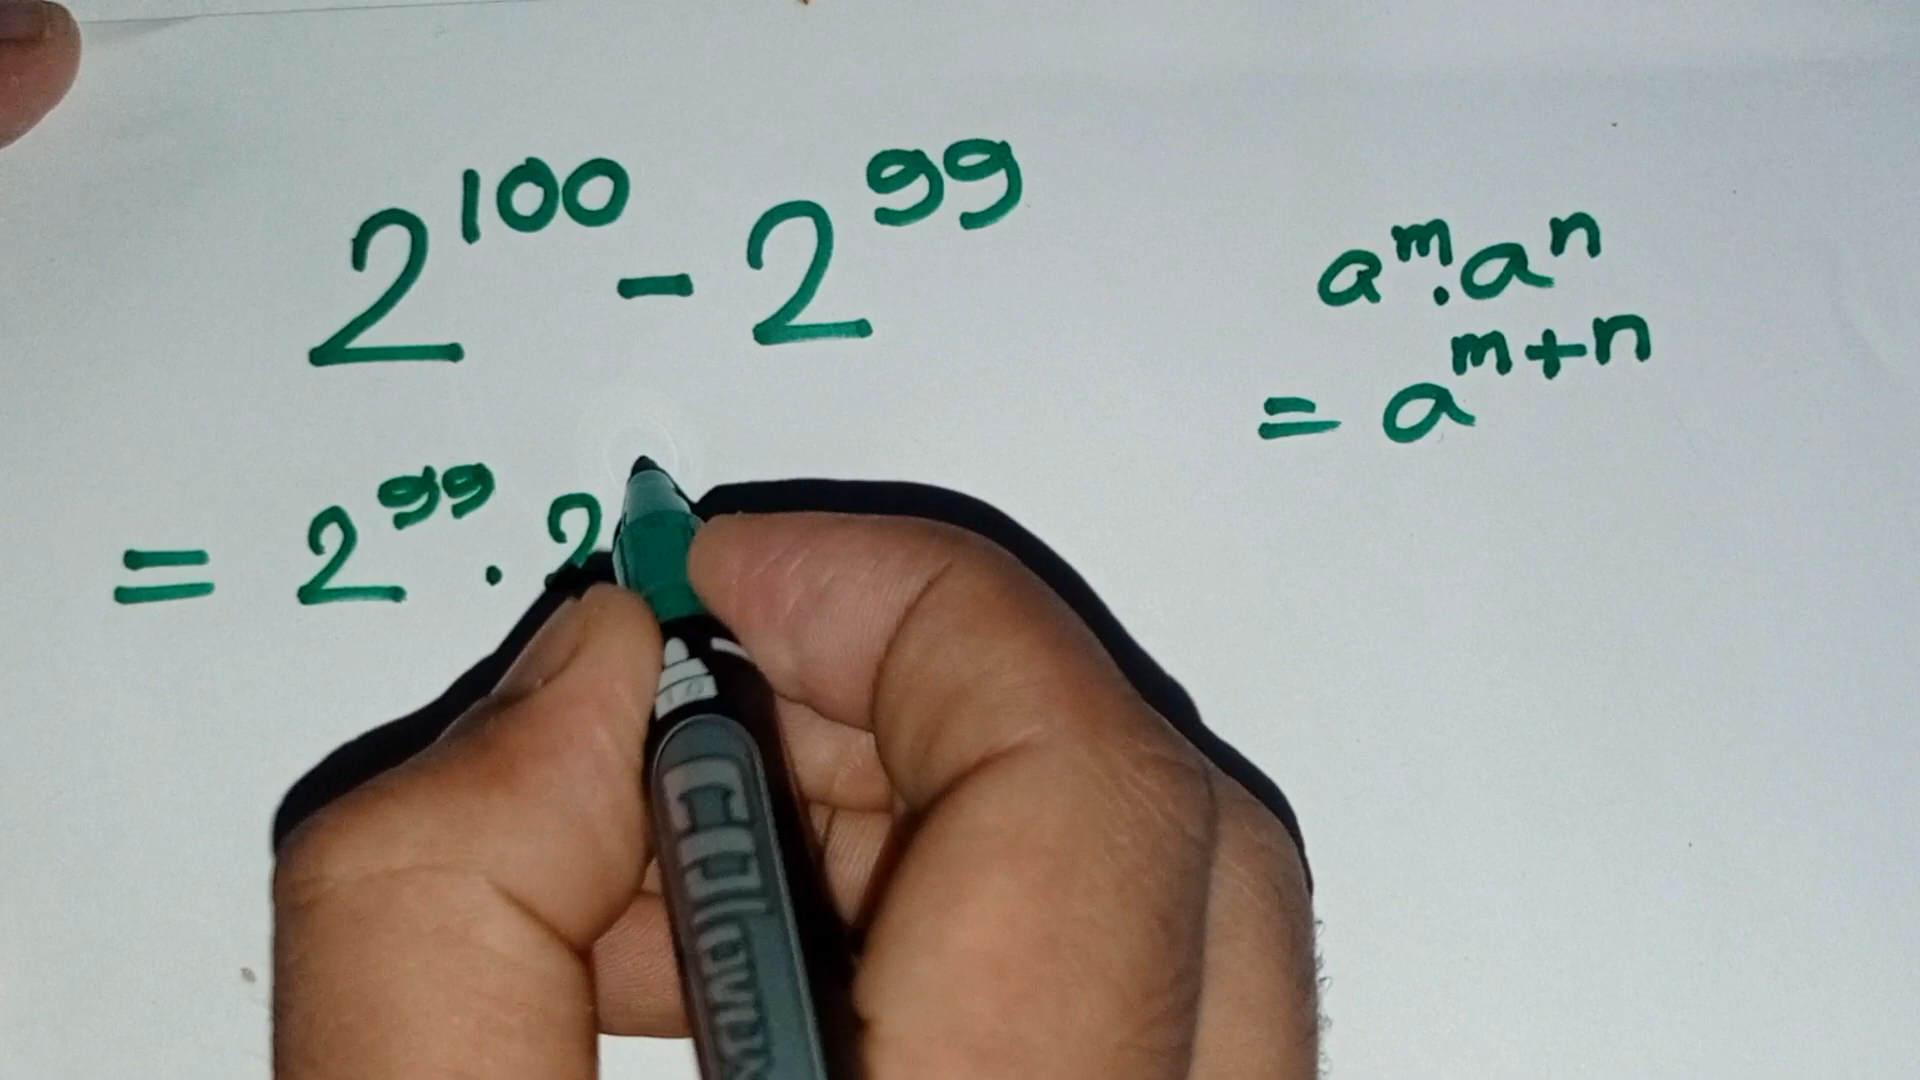 2^100 - 2^99
a^m . a^n
= a^m+n
= 2^99 . 2